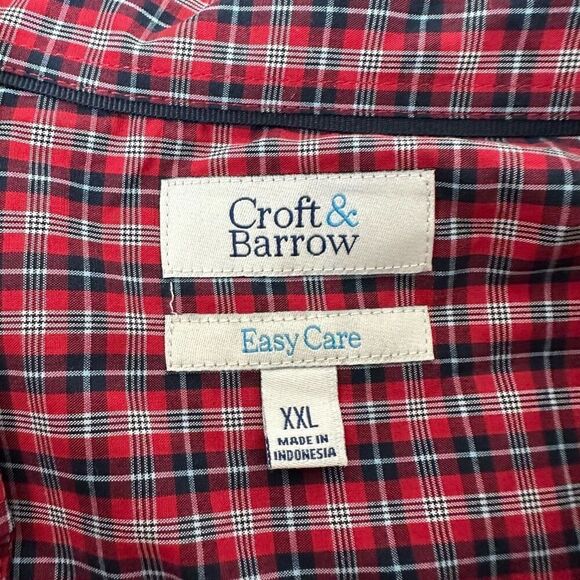 Croft &
Barrow
Easy Care
XXL
MADE IN
INDONESIA